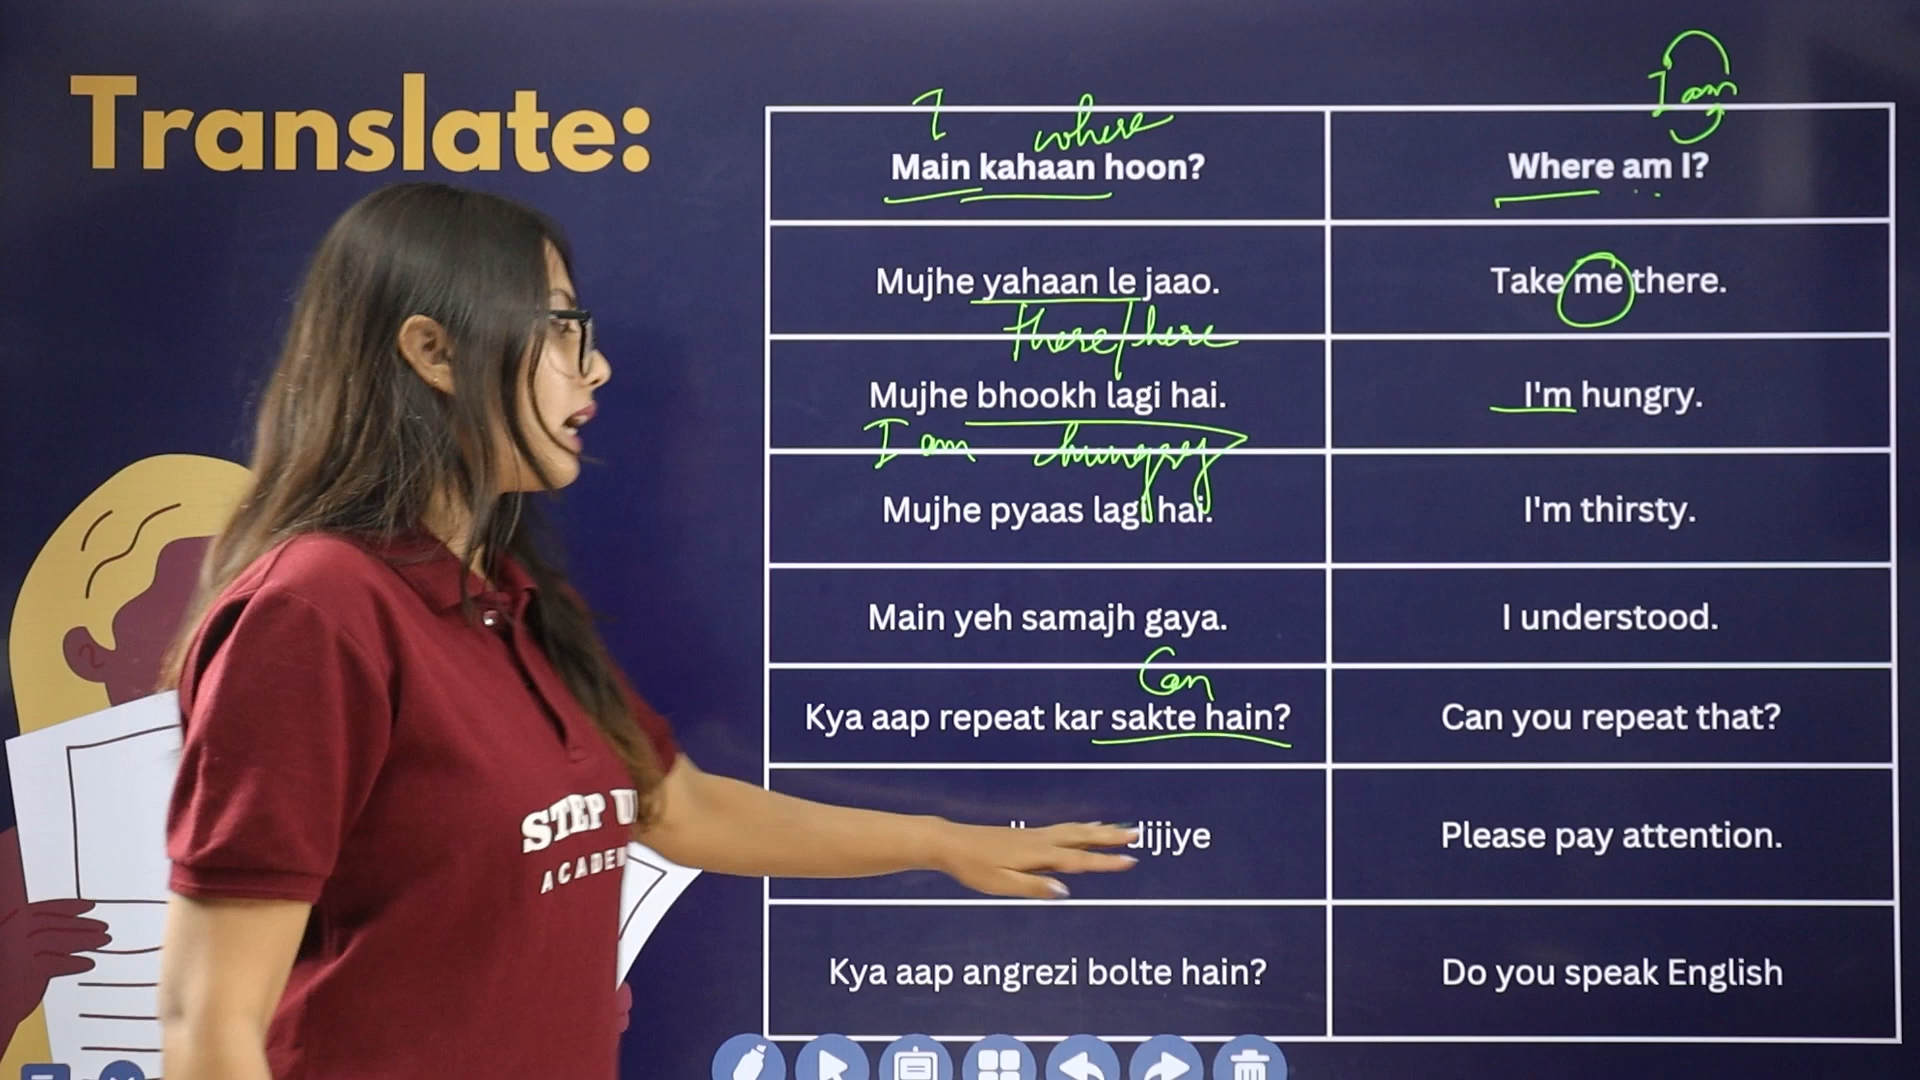 Translate:
I am
I where
Main kahaan hoon? Where am I?
Mujhe yahaan le jaao. Take me there.
there/here
Mujhe bhookh lagi hai. I'm hungry.
I am hungry
Mujhe pyaas lagi hai. I'm thirsty.
Main yeh samajh gaya. I understood.
Can
Kya aap repeat kar sakte hain? Can you repeat that?
dijiye Please pay attention.
Kya aap angrezi bolte hain? Do you speak English
STEP U
ACADE